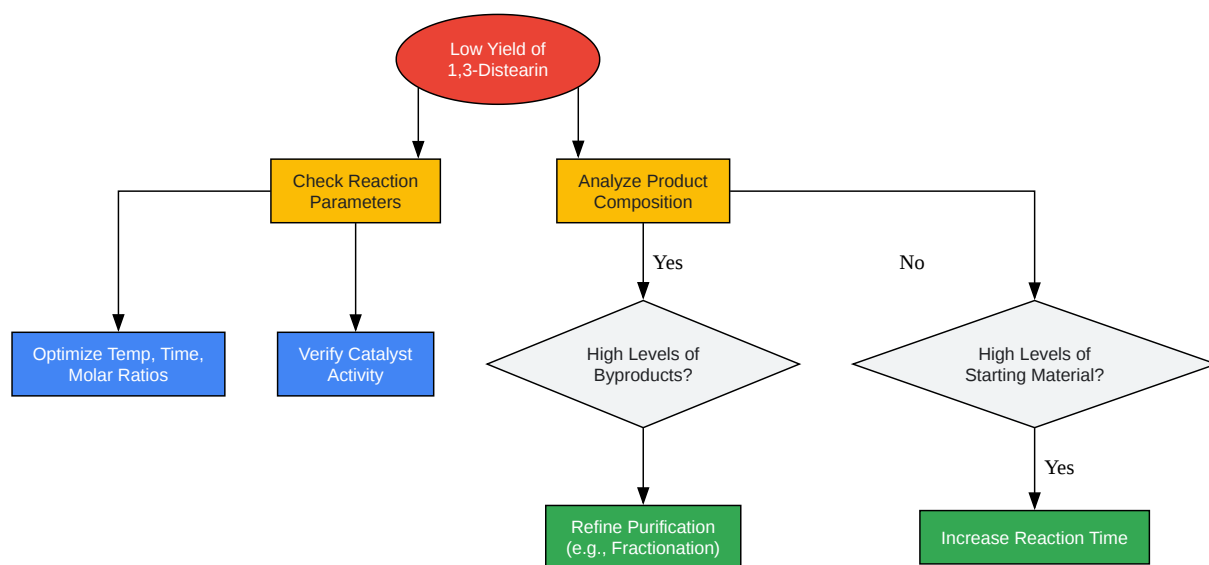 Low Yield of
1,3-Distearin
Check Reaction
Parameters
Analyze Product
Composition
Yes
No
Optimize Temp, Time,
Molar Ratios
Verify Catalyst
Activity
High Levels of
Byproducts?
High Levels of
Starting Material?
Yes
Refine Purification
(e.g., Fractionation)
Increase Reaction Time